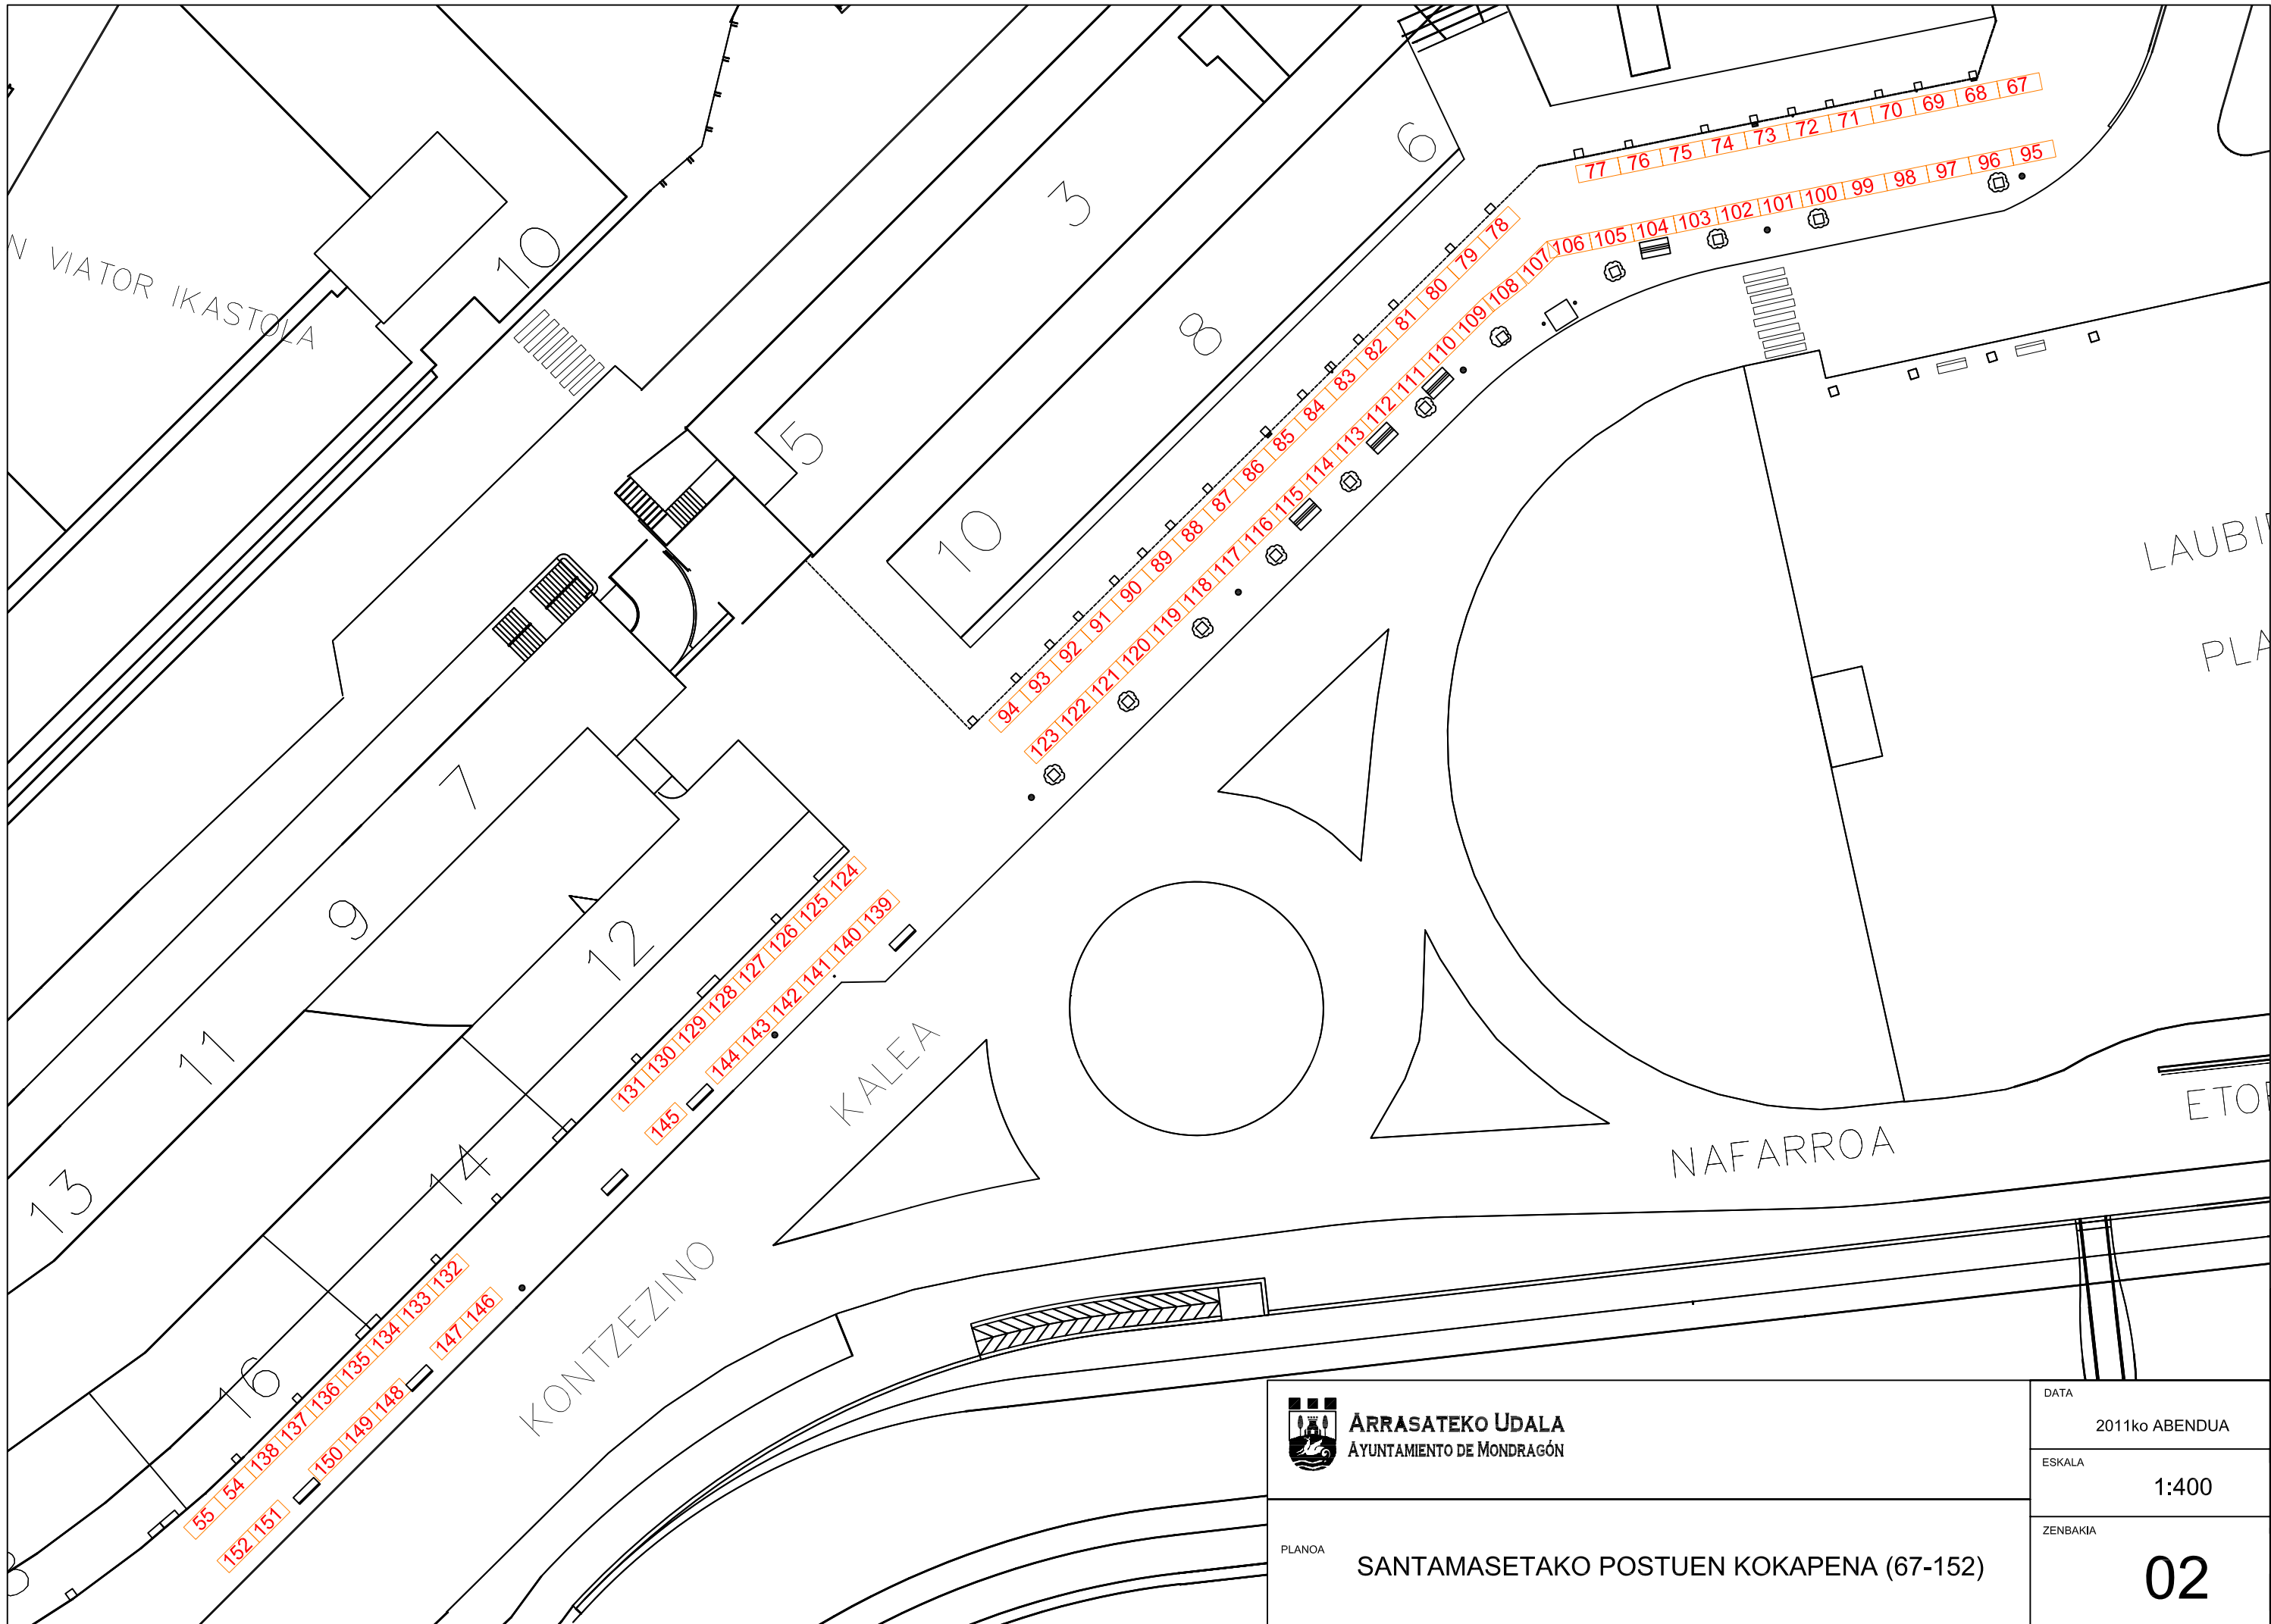 N VIATOR IKASTOLA
10
3
6
8
5
10
7
9
12
11
13
14
16
77 76 75 74 73 72 71 70 69 68 67
106 105 104 103 102 101 100 99 98 97 96 95
94 93 92 91 90 89 88 87 86 85 84 83 82 81 80 79 78
123 122 121 120 119 118 117 116 115 114 113 112 111 110 109 108 107
131 130 129 128 127 126 125 124
145 144 143 142 141 140 139
55 54 138 137 136 135 134 133 132
152 151 150 149 148 147 146
LAUBI
PLA
KONTZEZINO KALEA
NAFARROA
ETO
ARRASATEKO UDALA
AYUNTAMIENTO DE MONDRAGÓN
DATA
2011ko ABENDUA
ESKALA
1:400
PLANOA
SANTAMASETAKO POSTUEN KOKAPENA (67-152)
ZENBAKIA
02